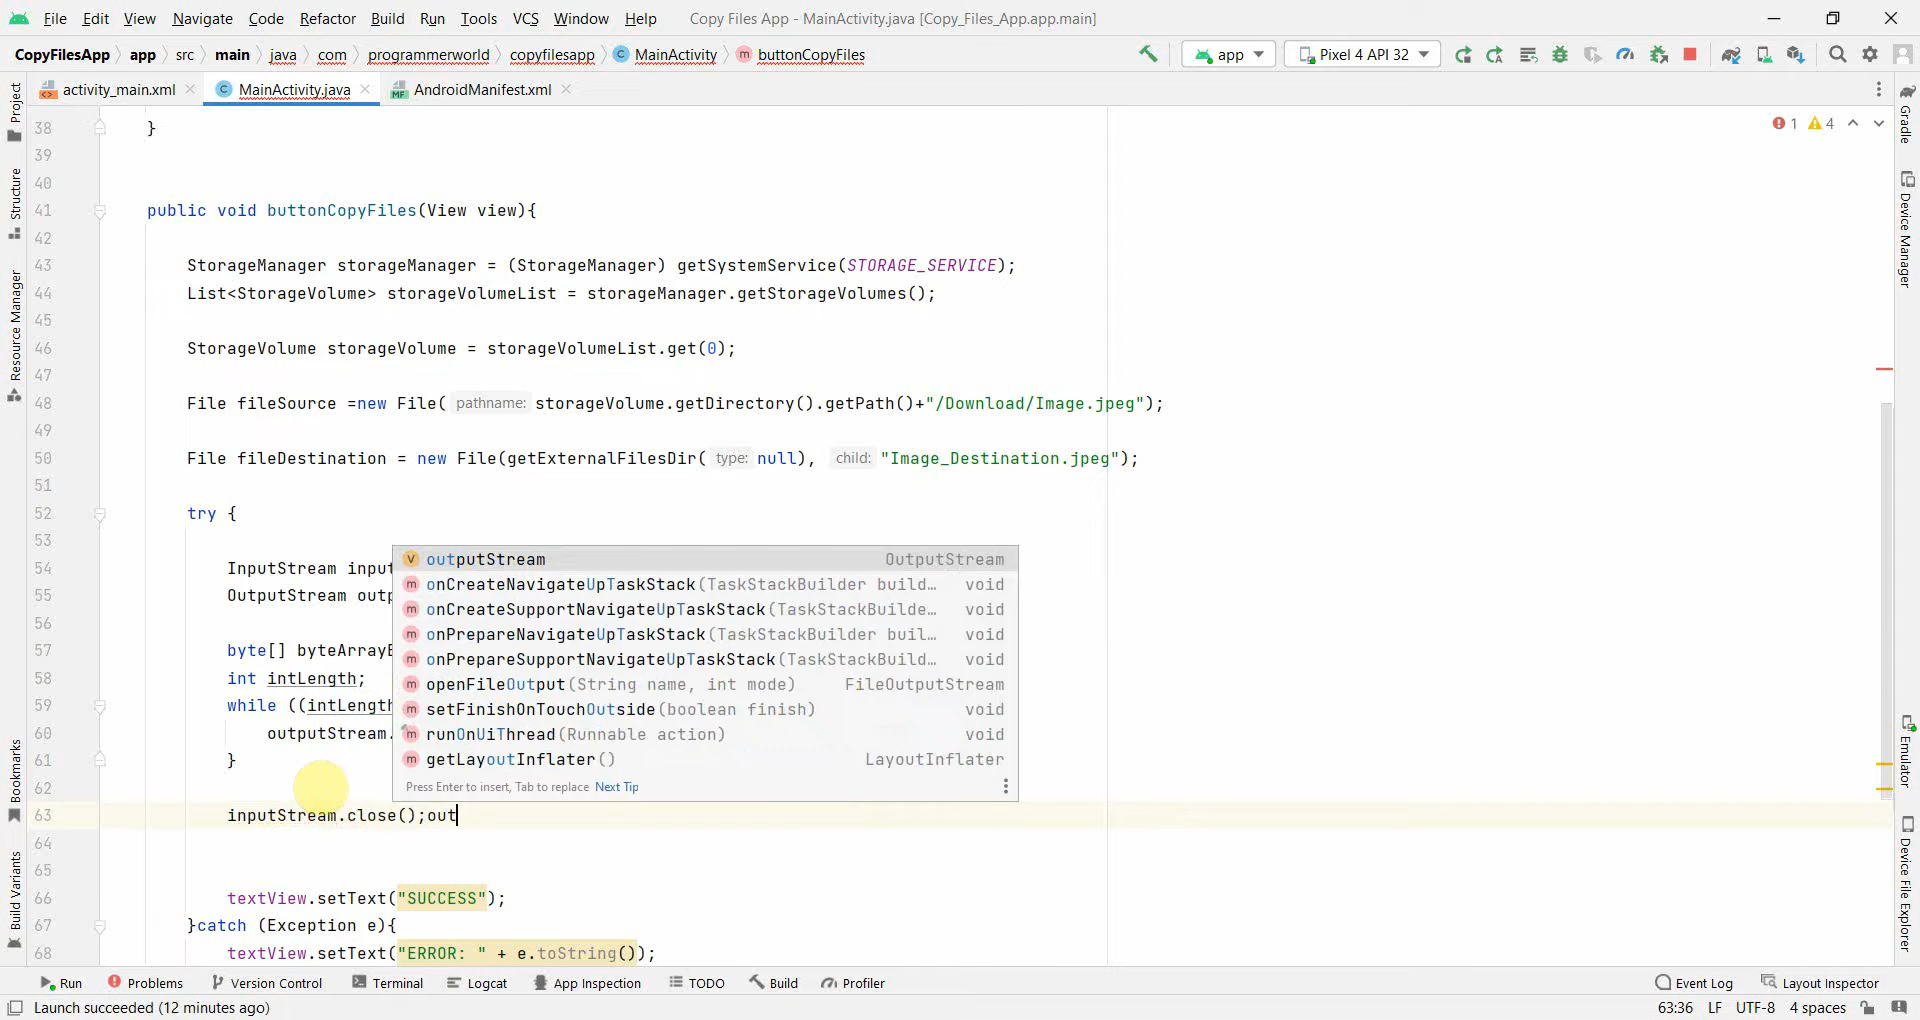 File Edit View Navigate Code Refactor Build Run Tools VCS Window Help Copy Files App - MainActivity.java [Copy_Files_App.app.main]
CopyFilesApp app src main java com programmerworld copyfilesapp C MainActivity m buttonCopyFiles app Pixel 4 API 32
activity_main.xml C MainActivity.java MF AndroidManifest.xml
Project
Structure
Resource Manager
Bookmarks
Build Variants
1 4
38 }
39
40
41 public void buttonCopyFiles(View view){
42
43 StorageManager storageManager = (StorageManager) getSystemService(STORAGE_SERVICE);
44 List<StorageVolume> storageVolumeList = storageManager.getStorageVolumes();
45
46 StorageVolume storageVolume = storageVolumeList.get(0);
47
48 File fileSource =new File( pathname: storageVolume.getDirectory().getPath()+"/Download/Image.jpeg");
49
50 File fileDestination = new File(getExternalFilesDir( type: null), child: "Image_Destination.jpeg");
51
52 try {
53
54 InputStream input
55 OutputStream outp
56
57 byte[] byteArrayB
58 int intLength;
59 while ((intLength
60 outputStream.
61 }
62
63 inputStream.close();out
64
65
66 textView.setText("SUCCESS");
67 }catch (Exception e){
68 textView.setText("ERROR: " + e.toString());
V outputStream OutputStream
m onCreateNavigateUpTaskStack(TaskStackBuilder build… void
m onCreateSupportNavigateUpTaskStack(TaskStackBuilde… void
m onPrepareNavigateUpTaskStack(TaskStackBuilder buil… void
m onPrepareSupportNavigateUpTaskStack(TaskStackBuild… void
m openFileOutput(String name, int mode) FileOutputStream
m setFinishOnTouchOutside(boolean finish) void
m runOnUiThread(Runnable action) void
m getLayoutInflater() LayoutInflater
Press Enter to insert, Tab to replace Next Tip
Gradle
Device Manager
Emulator
Device File Explorer
Run Problems Version Control Terminal Logcat App Inspection TODO Build Profiler Event Log Layout Inspector
Launch succeeded (12 minutes ago) 63:36 LF UTF-8 4 spaces